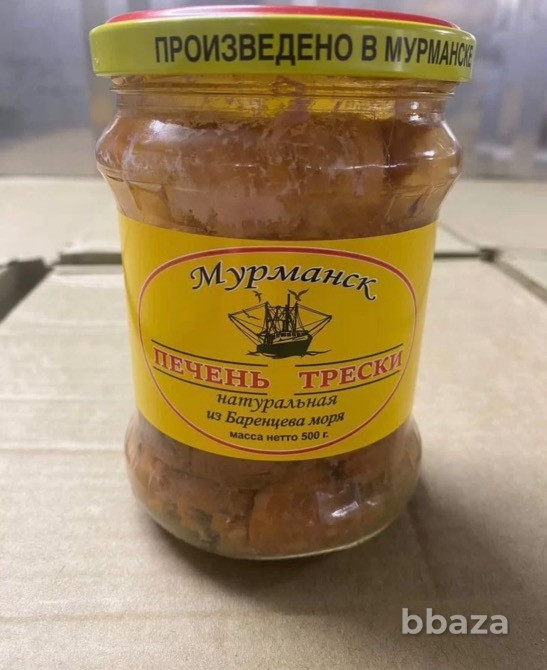 ПРОИЗВЕДЕНО В МУРМАНСКЕ
Мурманск
ПЕЧЕНЬ ТРЕСКИ
натуральная
из Баренцева моря
масса нетто 500 г.
bbaza